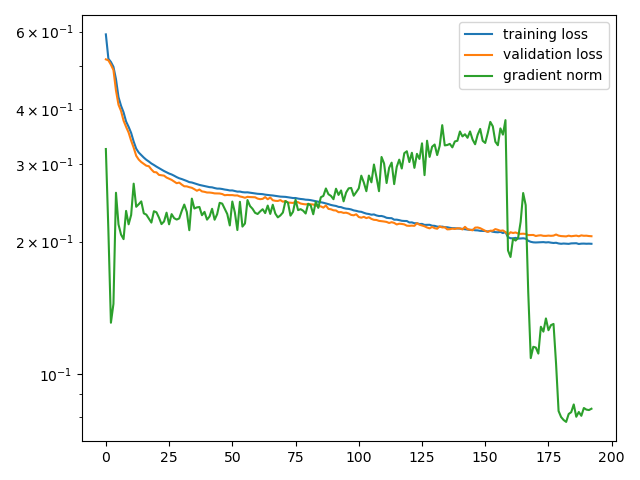 6 × 10⁻¹
4 × 10⁻¹
3 × 10⁻¹
2 × 10⁻¹
10⁻¹
training loss
validation loss
gradient norm
0 25 50 75 100 125 150 175 200